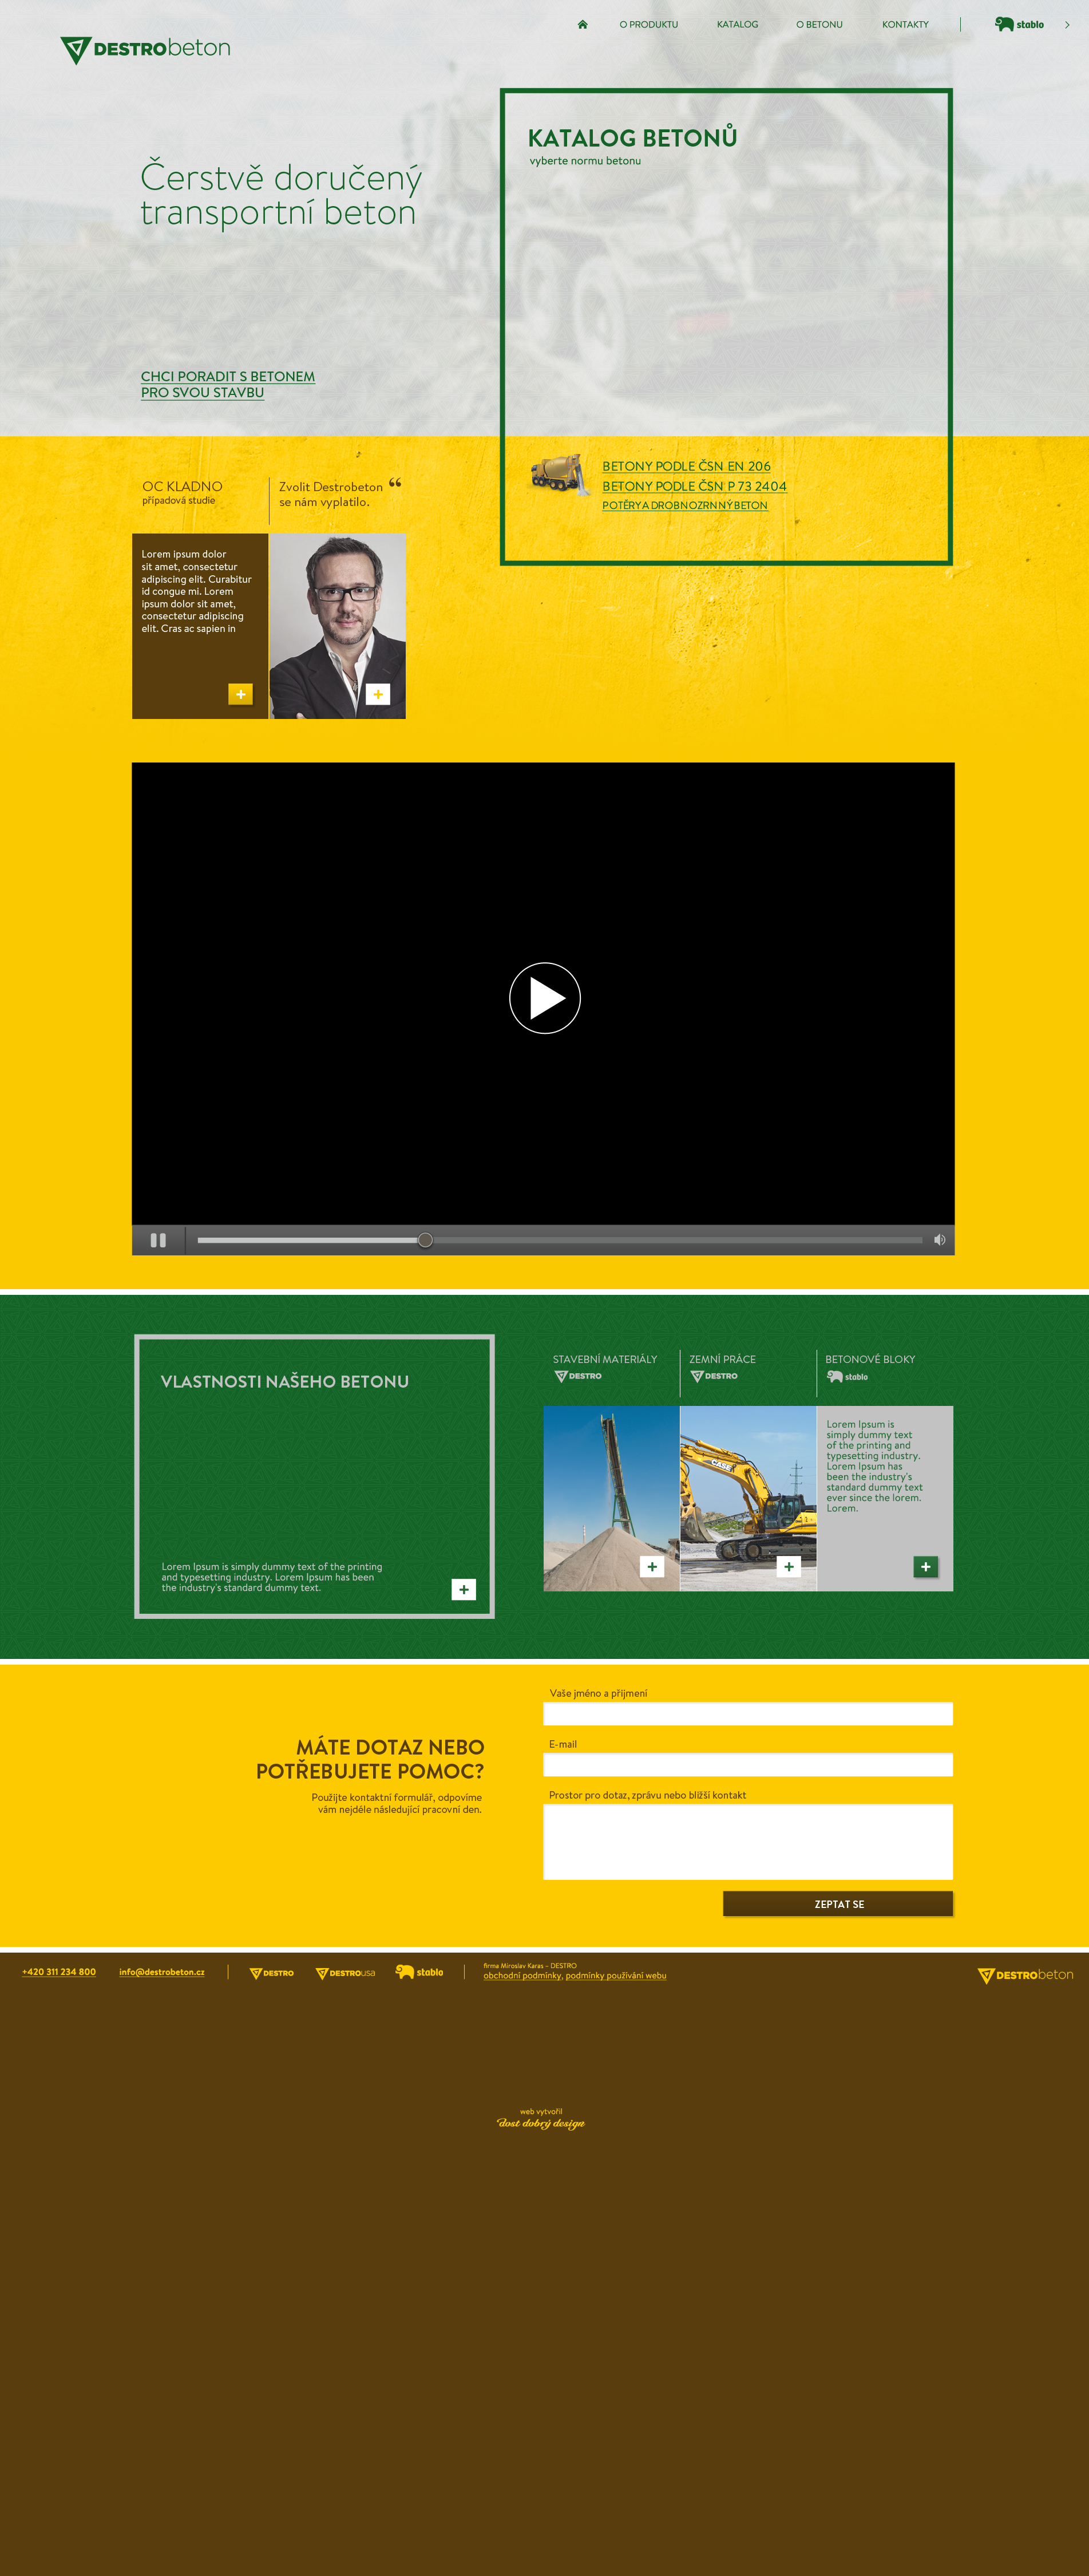 O PRODUKTU
KATALOG
O BETONU
KONTAKTY
stablo
DESTRObeton
KATALOG BETONŮ
vyberte normu betonu
Čerstvě doručený
transportní beton
CHCI PORADIT S BETONEM
PRO SVOU STAVBU
BETONY PODLE ČSN EN 206
BETONY PODLE ČSN P 73 2404
POTĚRY A DROBNOZRNNÝ BETON
OC KLADNO
případová studie
Zvolit Destrobeton “
se nám vyplatilo.
Lorem ipsum dolor
sit amet, consectetur
adipiscing elit. Curabitur
id congue mi. Lorem
ipsum dolor sit amet,
consectetur adipiscing
elit. Cras ac sapien in
VLASTNOSTI NAŠEHO BETONU
Lorem Ipsum is simply dummy text of the printing
and typesetting industry. Lorem Ipsum has been
the industry's standard dummy text.
STAVEBNÍ MATERIÁLY
DESTRO
ZEMNÍ PRÁCE
DESTRO
BETONOVÉ BLOKY
stablo
CASE
Lorem Ipsum is
simply dummy text
of the printing and
typesetting industry.
Lorem Ipsum has
been the industry's
standard dummy text
ever since the lorem.
Lorem.
MÁTE DOTAZ NEBO
POTŘEBUJETE POMOC?
Použijte kontaktní formulář, odpovíme
vám nejdéle následující pracovní den.
Vaše jméno a přijmení
E-mail
Prostor pro dotaz, zprávu nebo bližší kontakt
ZEPTAT SE
+420 311 234 800
info@destrobeton.cz
DESTRO
DESTROusa
stablo
firma Miroslav Karas – DESTRO
obchodní podmínky, podmínky používání webu
DESTRObeton
web vytvořil
dost dobrý design